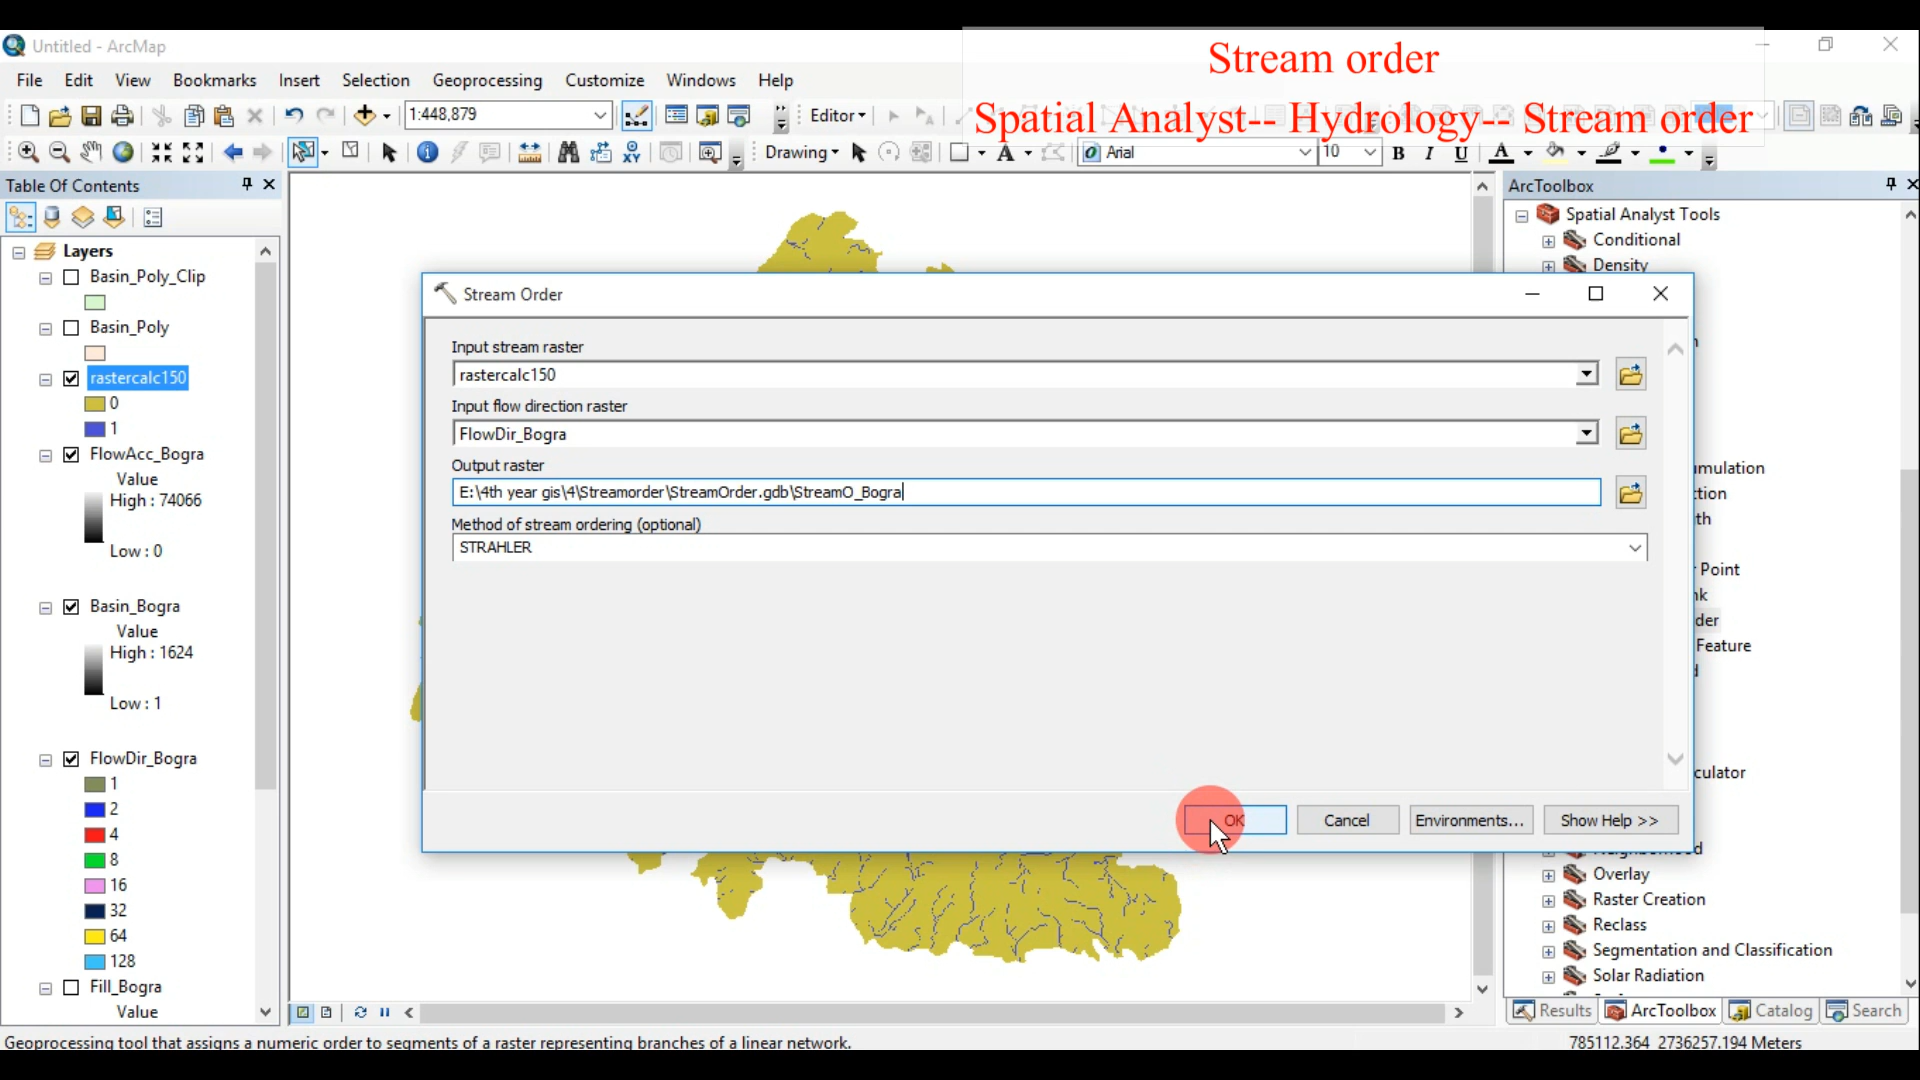 Untitled - ArcMap
Stream order
File Edit View Bookmarks Insert Selection Geoprocessing Customize Windows Help
1:448,879 Editor
Spatial Analyst-- Hydrology-- Stream order
Drawing A Arial 10 B I U A
Table Of Contents
ArcToolbox
Layers
Basin_Poly_Clip
Basin_Poly
rastercalc150
0
1
FlowAcc_Bogra
Value
High : 74066
Low : 0
Basin_Bogra
Value
High : 1624
Low : 1
FlowDir_Bogra
1
2
4
8
16
32
64
128
Fill_Bogra
Value
Stream Order
Input stream raster
rastercalc150
Input flow direction raster
FlowDir_Bogra
Output raster
E:\4th year gis\4\Streamorder\StreamOrder.gdb\StreamO_Bogra
Method of stream ordering (optional)
STRAHLER
OK Cancel Environments... Show Help >>
Spatial Analyst Tools
Conditional
Density
Point
Feature
Overlay
Raster Creation
Reclass
Segmentation and Classification
Solar Radiation
Results ArcToolbox Catalog Search
Geoprocessing tool that assigns a numeric order to segments of a raster representing branches of a linear network.
785112.364 2736257.194 Meters